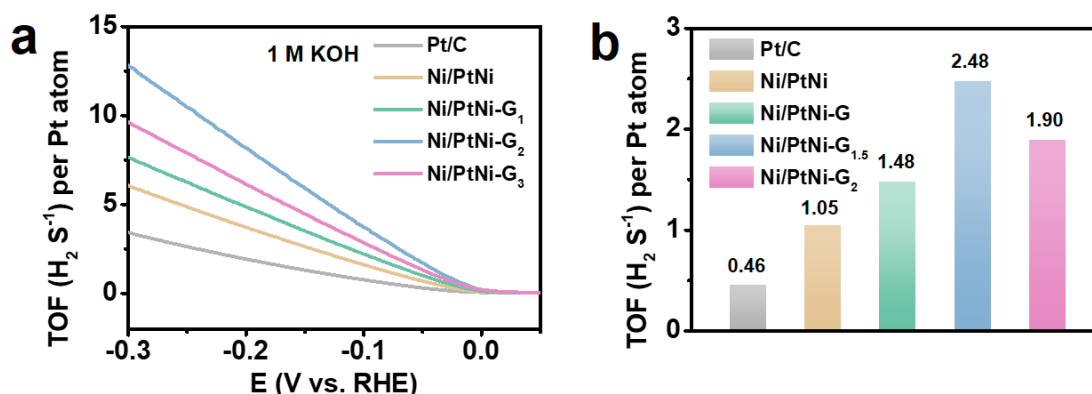 a
1 M KOH
Pt/C
Ni/PtNi
Ni/PtNi-G₁
Ni/PtNi-G₂
Ni/PtNi-G₃
15
10
5
0
TOF (H₂ S⁻¹) per Pt atom
-0.3
-0.2
-0.1
0.0
E (V vs. RHE)
b
Pt/C
Ni/PtNi
Ni/PtNi-G
Ni/PtNi-G₁.₅
Ni/PtNi-G₂
3
2
1
0
TOF (H₂ S⁻¹) per Pt atom
0.46
1.05
1.48
2.48
1.90